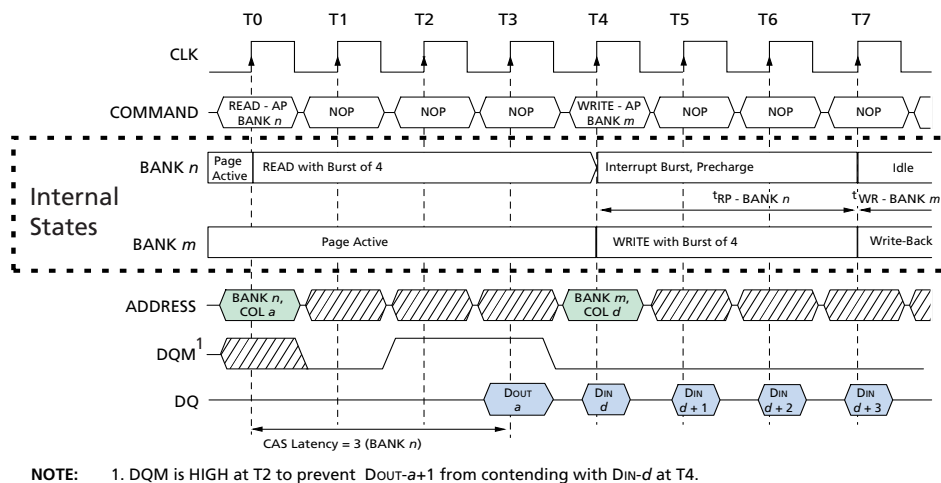 T0 T1 T2 T3 T4 T5 T6 T7
CLK
COMMAND
READ - AP BANK n
NOP
NOP
NOP
WRITE - AP BANK m
NOP
NOP
NOP
Internal States
BANK n
Page Active
READ with Burst of 4
Interrupt Burst, Precharge
Idle
tRP - BANK n
tWR - BANK m
BANK m
Page Active
WRITE with Burst of 4
Write-Back
ADDRESS
BANK n, COL a
BANK m, COL d
DQM1
DQ
DOUT a
DIN d
DIN d + 1
DIN d + 2
DIN d + 3
CAS Latency = 3 (BANK n)
NOTE: 1. DQM is HIGH at T2 to prevent DOUT-a+1 from contending with DIN-d at T4.